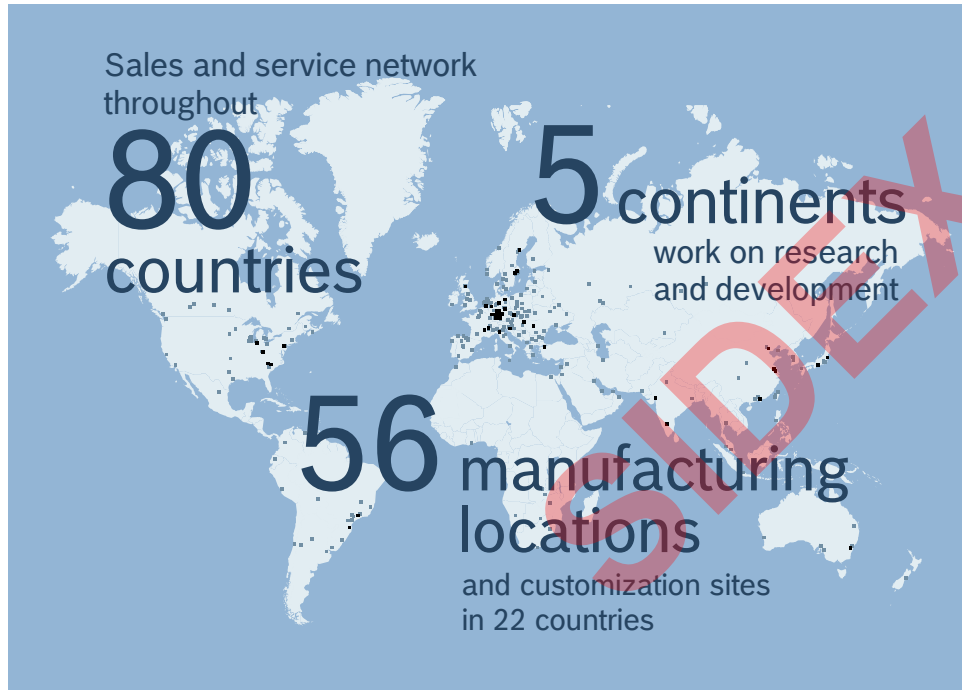 Sales and service network
throughout
80
countries
5 continents
work on research
and development
56 manufacturing
locations
and customization sites
in 22 countries
SIDEX